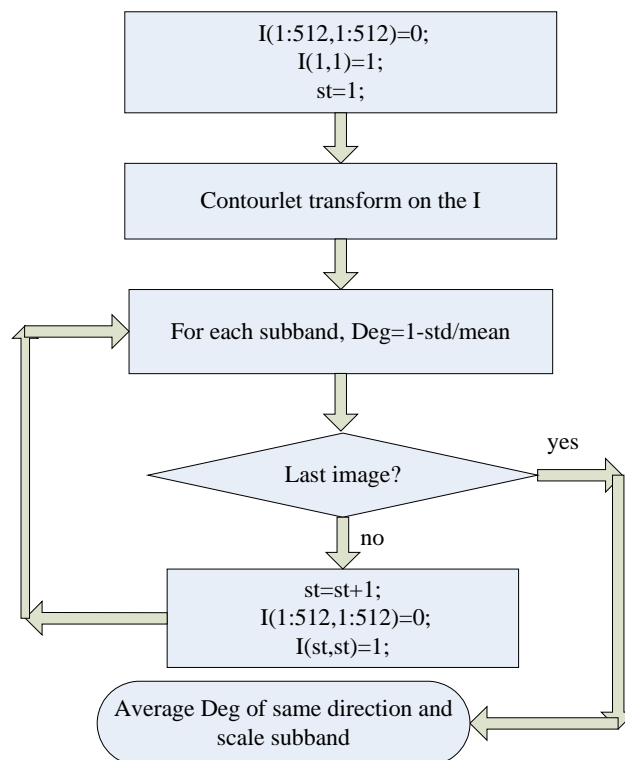 I(1:512,1:512)=0;
I(1,1)=1;
st=1;
Contourlet transform on the I
For each subband, Deg=1-std/mean
Last image?
yes
no
st=st+1;
I(1:512,1:512)=0;
I(st,st)=1;
Average Deg of same direction and
scale subband